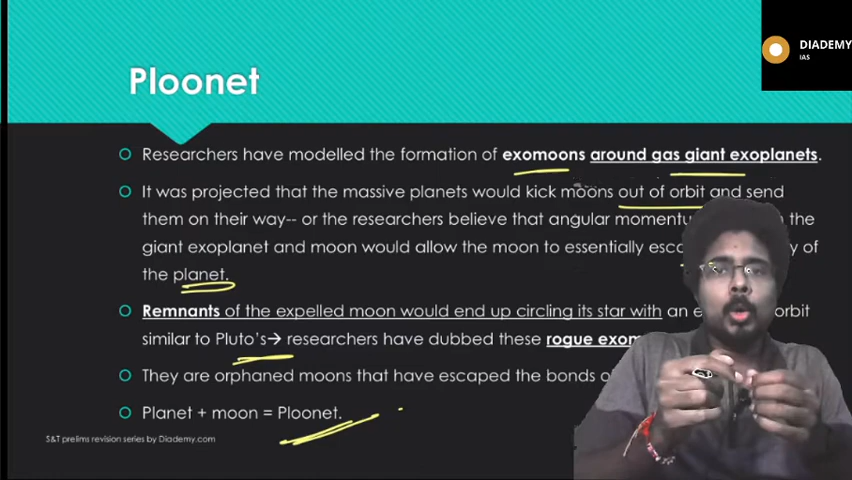 DIADEMY
IAS
Ploonet
Researchers have modelled the formation of exomoons around gas giant exoplanets.
It was projected that the massive planets would kick moons out of orbit and send
them on their way-- or the researchers believe that angular the
giant exoplanet and moon would allow the moon to essentially of
the planet.
Remnants of the expelled moon would end up circling its star with an orbit
similar to Pluto's→ researchers have dubbed these rogue
They are orphaned moons that have escaped the bonds
Planet + moon = Ploonet.
S&T prelims revision series by Diademy.com